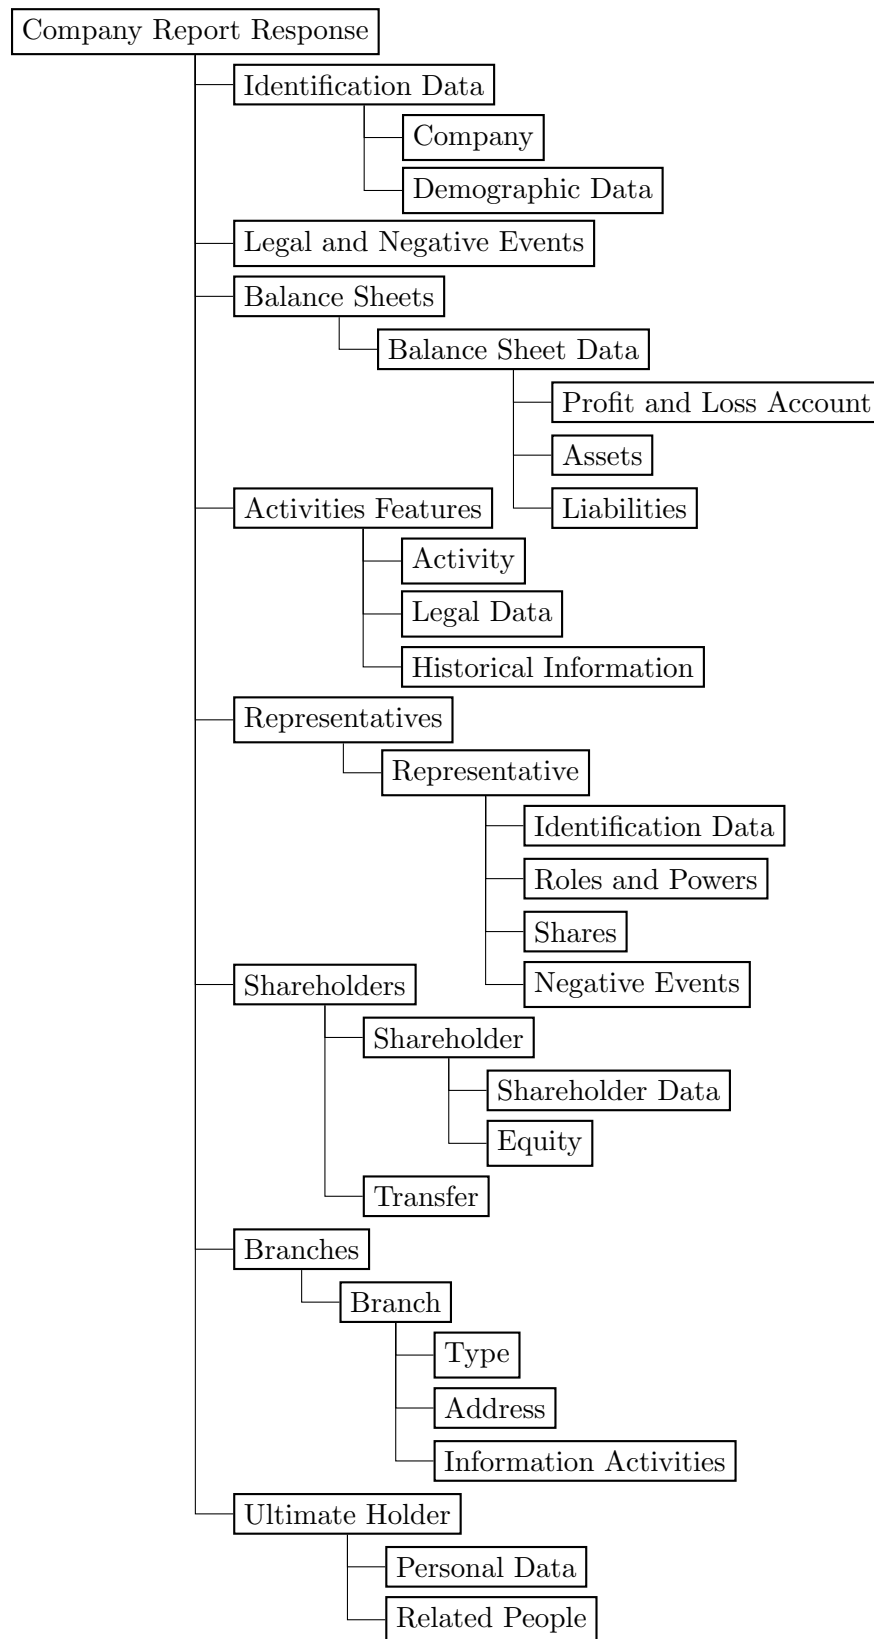 Company Report Response
Identification Data
Company
Demographic Data
Legal and Negative Events
Balance Sheets
Balance Sheet Data
Profit and Loss Account
Assets
Liabilities
Activities Features
Activity
Legal Data
Historical Information
Representatives
Representative
Identification Data
Roles and Powers
Shares
Negative Events
Shareholders
Shareholder
Shareholder Data
Equity
Transfer
Branches
Branch
Type
Address
Information Activities
Ultimate Holder
Personal Data
Related People